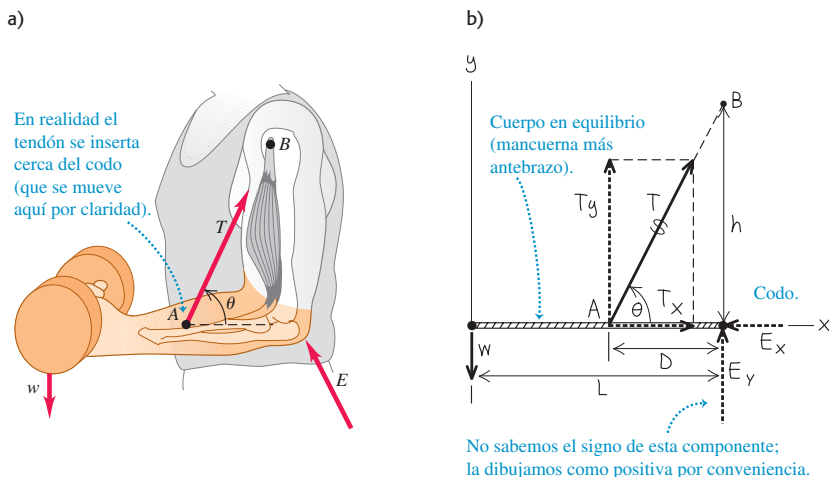 a)
En realidad el
tendón se inserta
cerca del codo
(que se mueve
aquí por claridad).
B
T
θ
A
w
E
b)
y
B
Cuerpo en equilibrio
(mancuerna más
antebrazo).
Ty
T
h
A
θ
Tx
Codo.
x
Ex
w
D
Ey
L
No sabemos el signo de esta componente;
la dibujamos como positiva por conveniencia.